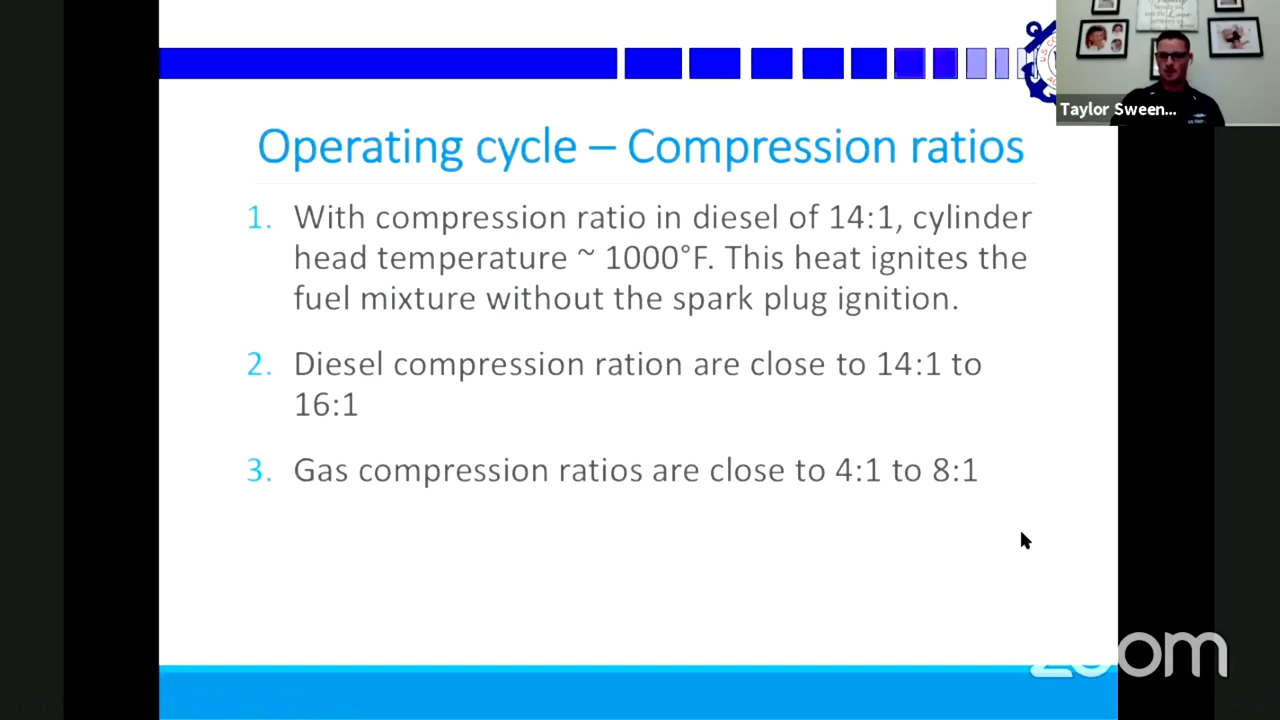 Taylor Sween...
Operating cycle – Compression ratios
1. With compression ratio in diesel of 14:1, cylinder
head temperature ~ 1000°F. This heat ignites the
fuel mixture without the spark plug ignition.
2. Diesel compression ration are close to 14:1 to
16:1
3. Gas compression ratios are close to 4:1 to 8:1
zoom